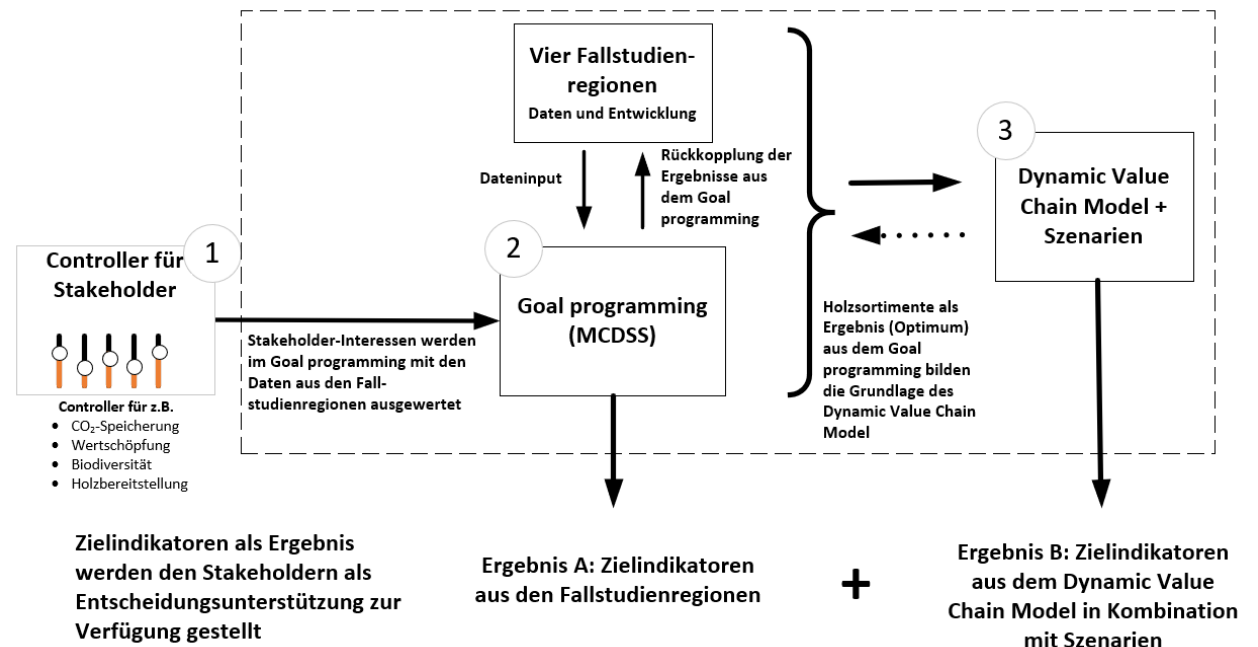 Vier Fallstudien-
regionen
Daten und Entwicklung
Dateninput
Rückkopplung der
Ergebnisse aus
dem Goal
programming
3
Dynamic Value
Chain Model +
Szenarien
1
Controller für
Stakeholder
2
Goal programming
(MCDSS)
Stakeholder-Interessen werden
im Goal programming mit den
Daten aus den Fall-
studienregionen ausgewertet
Holzsortimente als
Ergebnis (Optimum)
aus dem Goal
programming bilden
die Grundlage des
Dynamic Value Chain
Model
Controller für z.B.
• CO₂-Speicherung
• Wertschöpfung
• Biodiversität
• Holzbereitstellung
Zielindikatoren als Ergebnis
werden den Stakeholdern als
Entscheidungsunterstützung zur
Verfügung gestellt
Ergebnis A: Zielindikatoren
aus den Fallstudienregionen
+
Ergebnis B: Zielindikatoren
aus dem Dynamic Value
Chain Model in Kombination
mit Szenarien